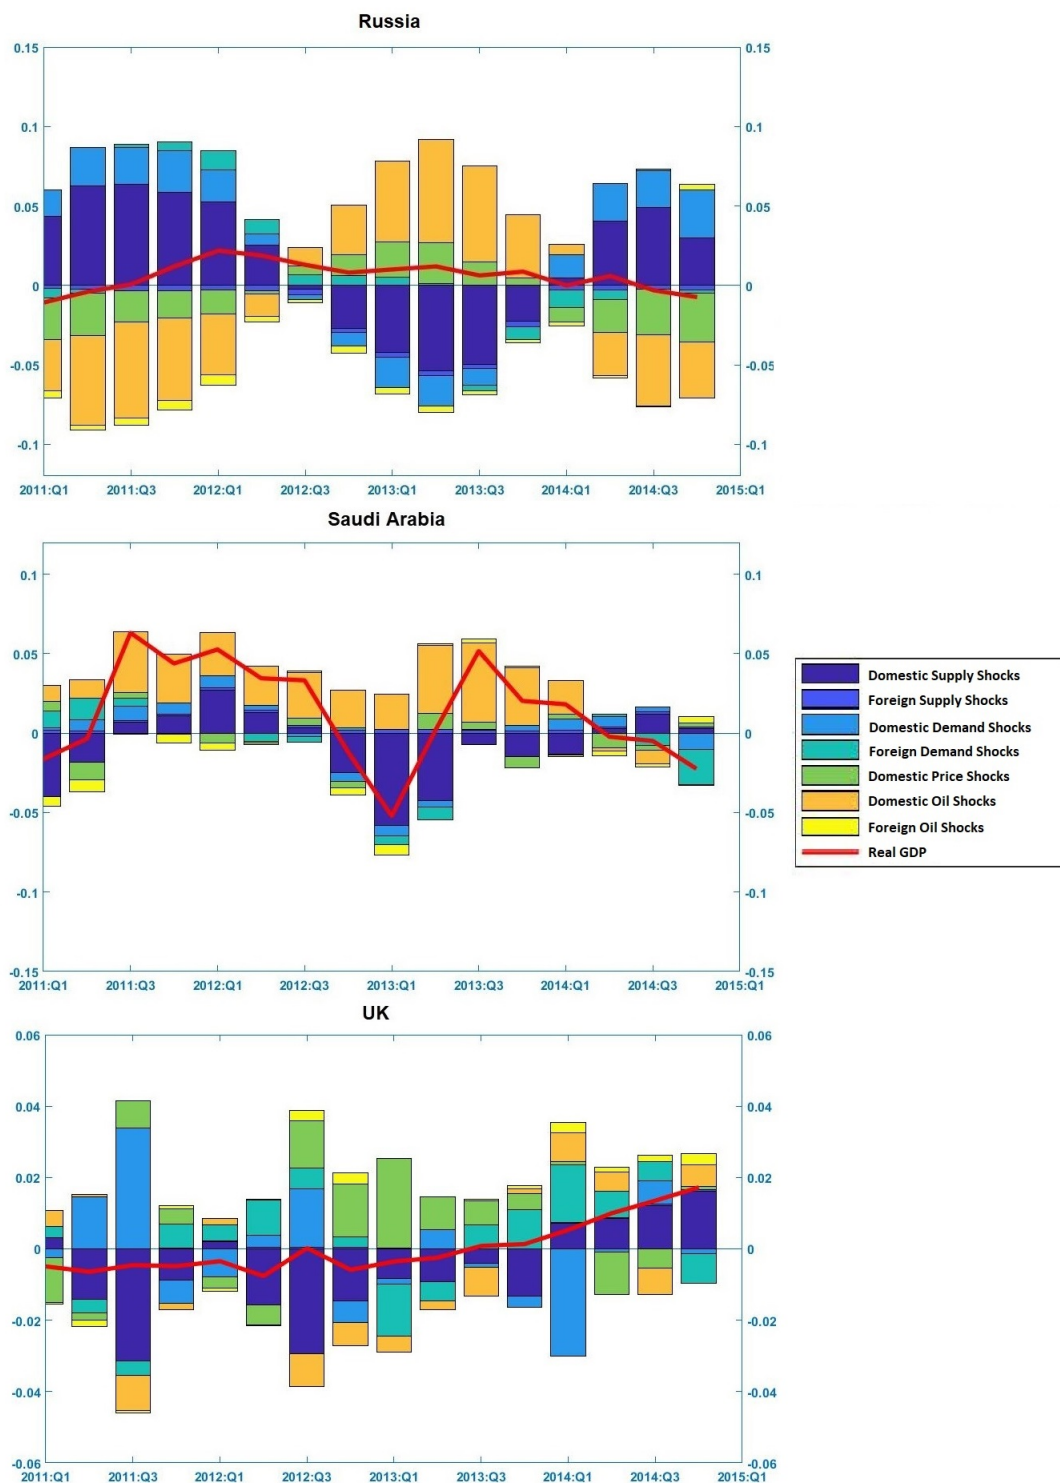 Russia
0.15 0.15
0.1 0.1
0.05 0.05
0 0
-0.05 -0.05
-0.1 -0.1
2011:Q1 2011:Q3 2012:Q1 2012:Q3 2013:Q1 2013:Q3 2014:Q1 2014:Q3 2015:Q1
Saudi Arabia
0.1 0.1
0.05 0.05
0 0
-0.05 -0.05
-0.1 -0.1
-0.15 -0.15
2011:Q1 2011:Q3 2012:Q1 2012:Q3 2013:Q1 2013:Q3 2014:Q1 2014:Q3 2015:Q1
Domestic Supply Shocks
Foreign Supply Shocks
Domestic Demand Shocks
Foreign Demand Shocks
Domestic Price Shocks
Domestic Oil Shocks
Foreign Oil Shocks
Real GDP
UK
0.06 0.06
0.04 0.04
0.02 0.02
0 0
-0.02 -0.02
-0.04 -0.04
-0.06 -0.06
2011:Q1 2011:Q3 2012:Q1 2012:Q3 2013:Q1 2013:Q3 2014:Q1 2014:Q3 2015:Q1